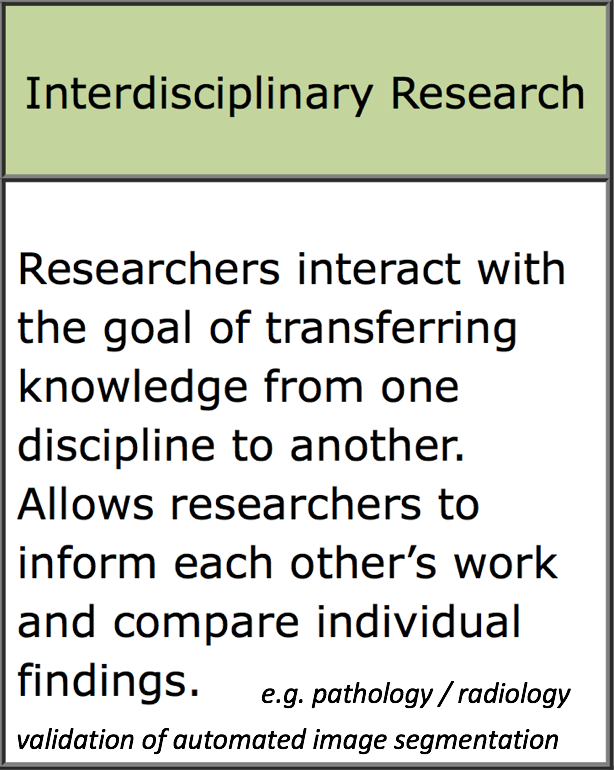 Interdisciplinary Research
Researchers interact with
the goal of transferring
knowledge from one
discipline to another.
Allows researchers to
inform each other’s work
and compare individual
findings. e.g. pathology / radiology
validation of automated image segmentation